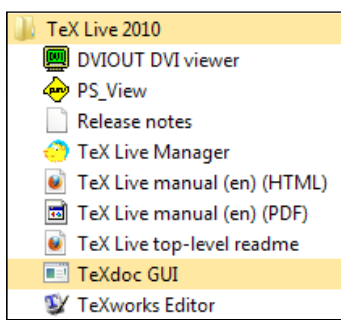 TeX Live 2010
DVIOUT DVI viewer
PS_View
Release notes
TeX Live Manager
TeX Live manual (en) (HTML)
TeX Live manual (en) (PDF)
TeX Live top-level readme
TeXdoc GUI
TeXworks Editor